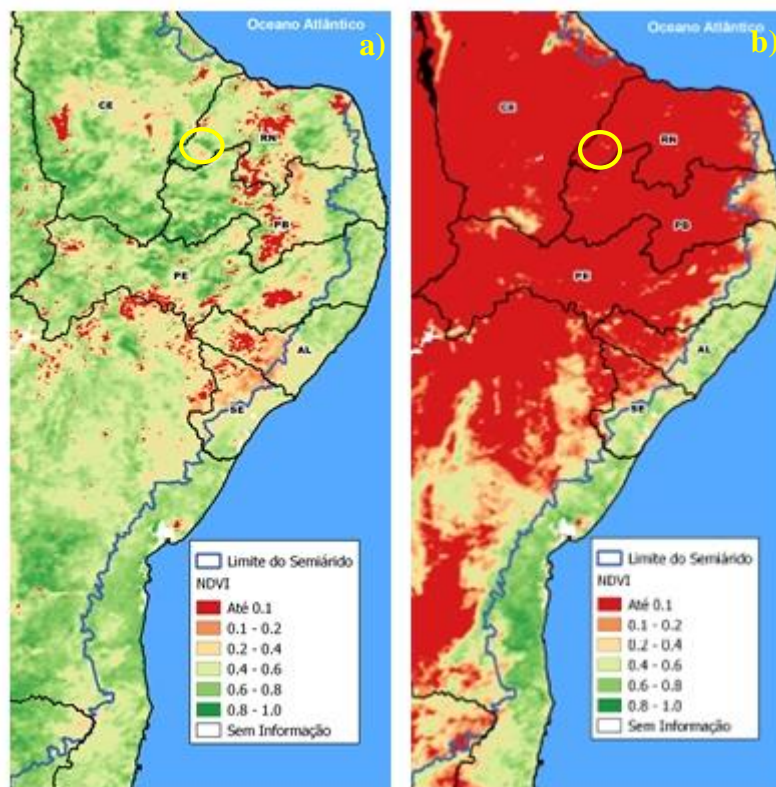 Oceano Atlântico
a)
CE
RN
PB
PE
AL
SE
Limite do Semiárido
NDVI
Até 0.1
0.1 - 0.2
0.2 - 0.4
0.4 - 0.6
0.6 - 0.8
0.8 - 1.0
Sem Informação
Oceano Atlântico
b)
CE
RN
PB
PE
AL
SE
Limite do Semiárido
NDVI
Até 0.1
0.1 - 0.2
0.2 - 0.4
0.4 - 0.6
0.6 - 0.8
0.8 - 1.0
Sem Informação